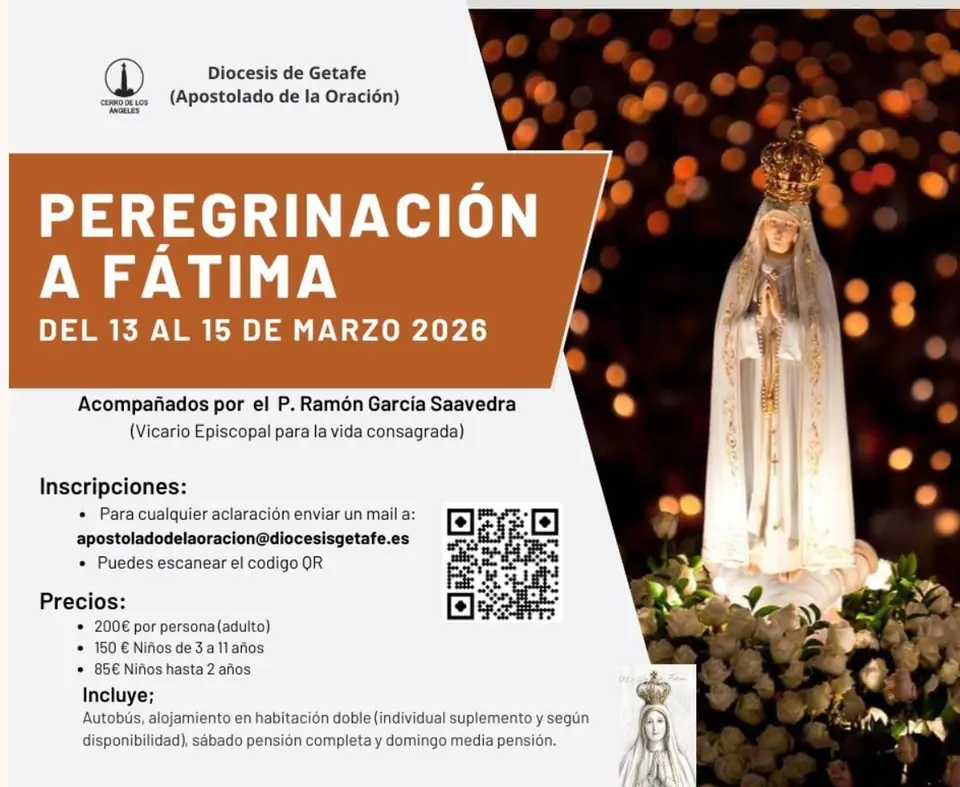 CERRO DE LOS
ÁNGELES
Diocesis de Getafe
(Apostolado de la Oración)
PEREGRINACIÓN
A FÁTIMA
DEL 13 AL 15 DE MARZO 2026
Acompañados por el P. Ramón García Saavedra
(Vicario Episcopal para la vida consagrada)
Inscripciones:
• Para cualquier aclaración enviar un mail a:
apostoladodelaoracion@diocesisgetafe.es
• Puedes escanear el codigo QR
Precios:
• 200€ por persona (adulto)
• 150 € Niños de 3 a 11 años
• 85€ Niños hasta 2 años
Incluye;
Autobús, alojamiento en habitación doble (individual suplemento y según
disponibilidad), sábado pensión completa y domingo media pensión.